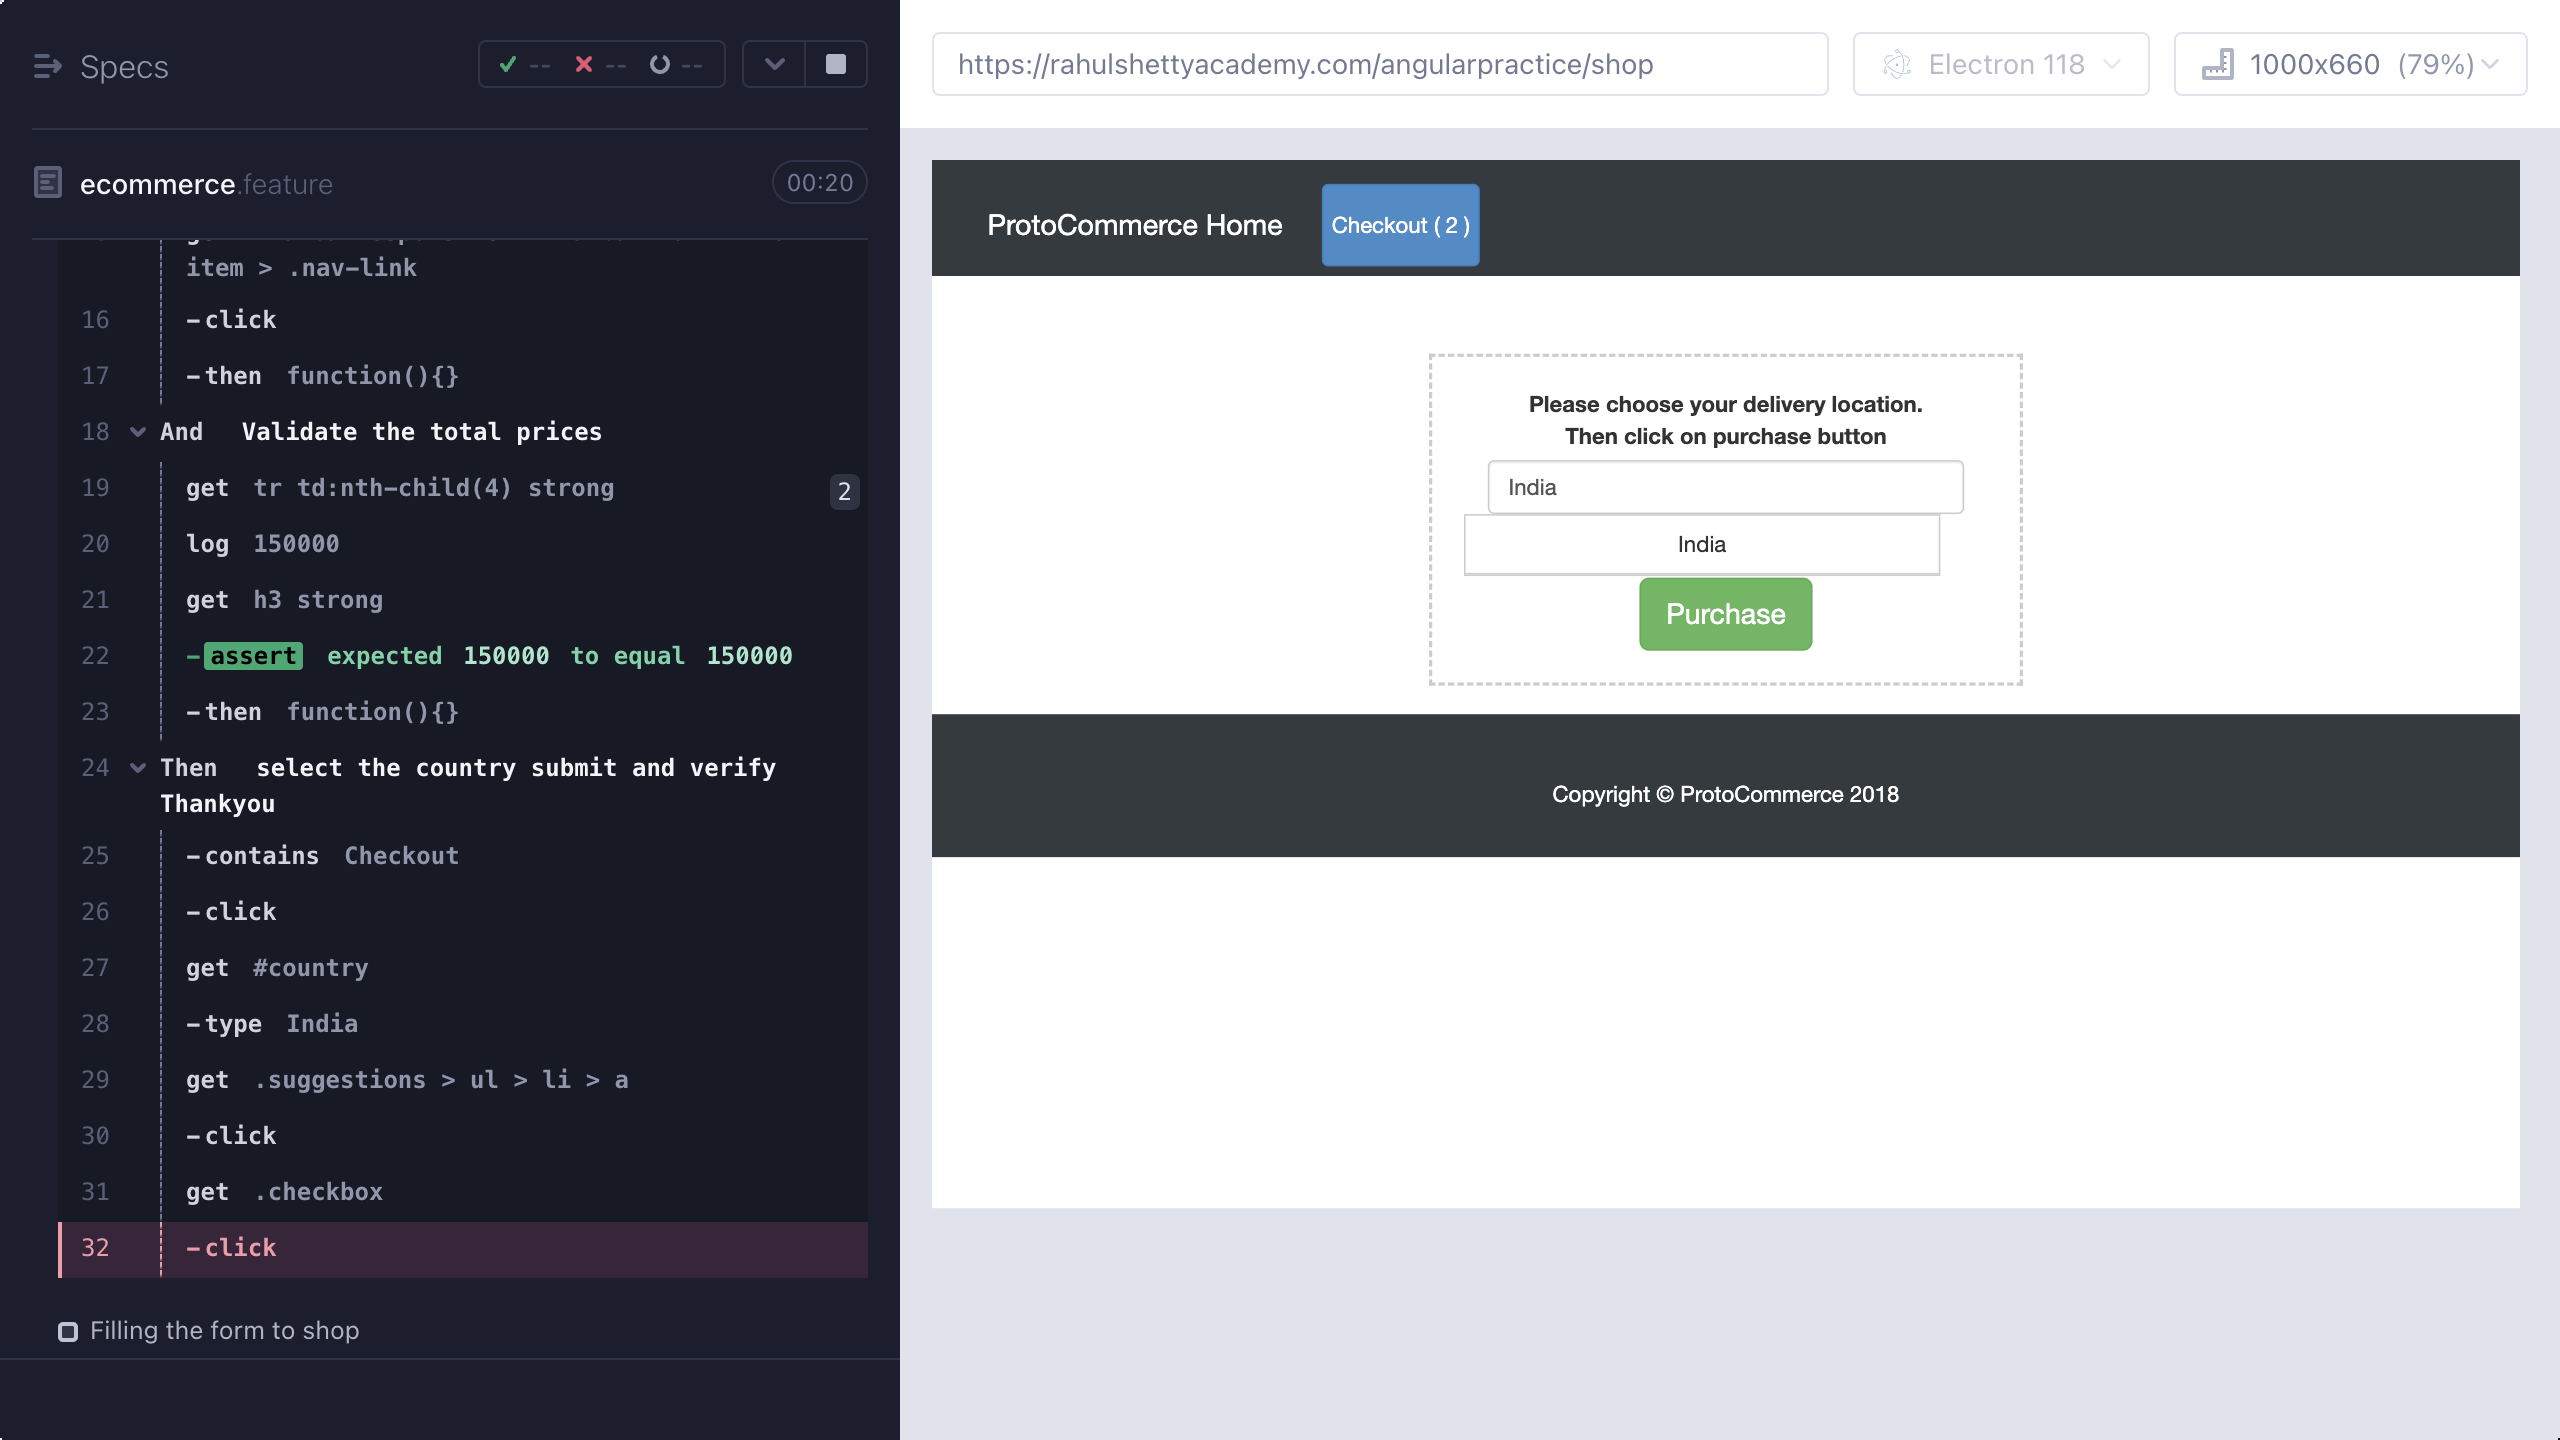 Specs
-- -- --
ecommerce.feature
00:20
item > .nav-link
16 -click
17 -then function(){}
18 And Validate the total prices
19 get tr td:nth-child(4) strong 2
20 log 150000
21 get h3 strong
22 -assert expected 150000 to equal 150000
23 -then function(){}
24 Then select the country submit and verify
Thankyou
25 -contains Checkout
26 -click
27 get #country
28 -type India
29 get .suggestions > ul > li > a
30 -click
31 get .checkbox
32 -click
Filling the form to shop
https://rahulshettyacademy.com/angularpractice/shop
Electron 118
1000x660 (79%)
ProtoCommerce Home
Checkout ( 2 )
Please choose your delivery location.
Then click on purchase button
India
India
Purchase
Copyright © ProtoCommerce 2018